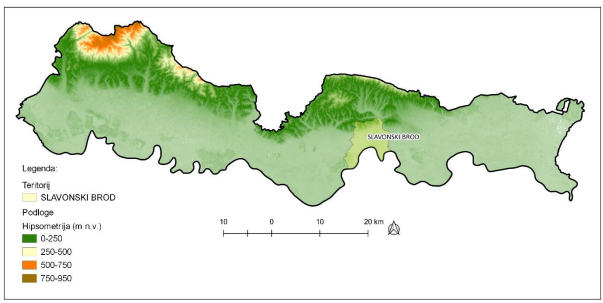 SLAVONSKI BROD
Legenda:
Teritorij
SLAVONSKI BROD
Podloge
Hipsometrija (m n.v.)
0-250
250-500
500-750
750-950
10 0 10 20 km